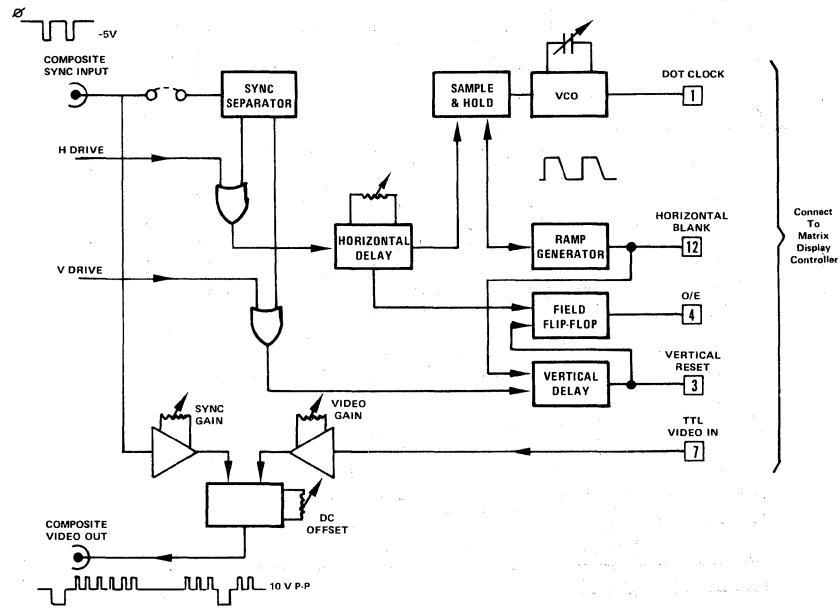 Ø
-5V
COMPOSITE
SYNC INPUT
SYNC
SEPARATOR
SAMPLE
& HOLD
VCO
DOT CLOCK
1
H DRIVE
HORIZONTAL
DELAY
RAMP
GENERATOR
HORIZONTAL
BLANK
12
Connect
To
Matrix
Display
Controller
V DRIVE
FIELD
FLIP-FLOP
O/E
4
VERTICAL
DELAY
VERTICAL
RESET
3
SYNC
GAIN
VIDEO
GAIN
TTL
VIDEO IN
7
DC
OFFSET
COMPOSITE
VIDEO OUT
10 V P-P